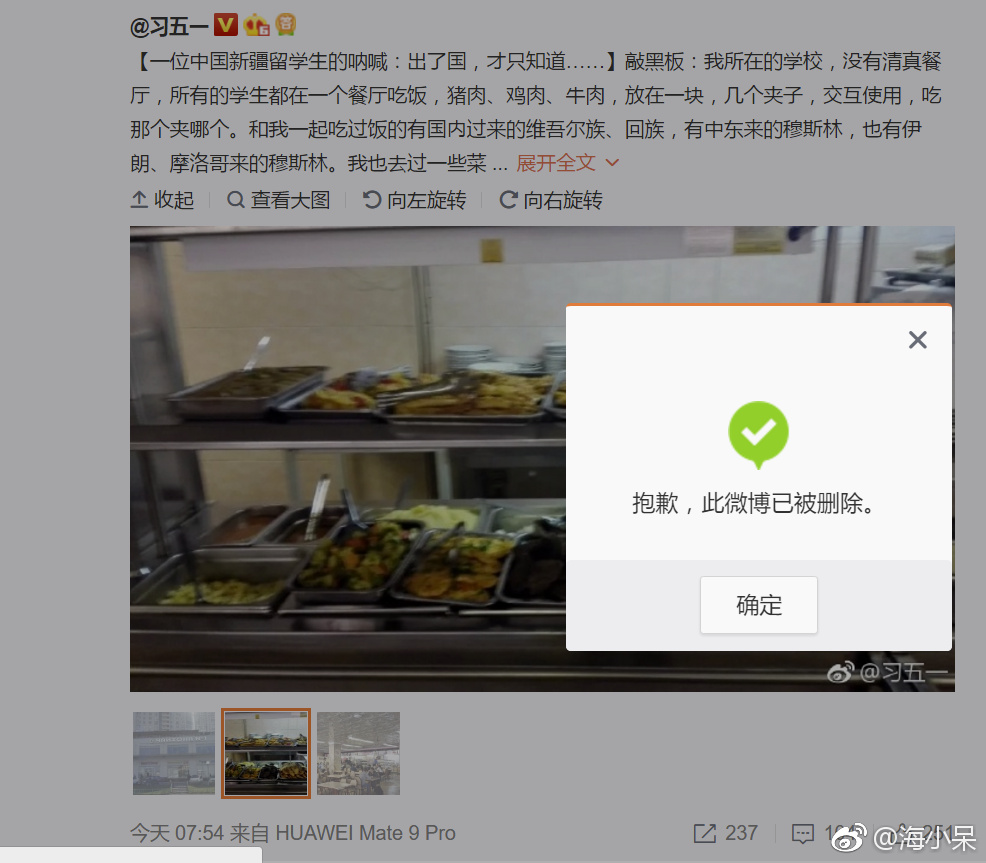 @习五一
【一位中国新疆留学生的呐喊：出了国，才只知道……】敲黑板：我所在的学校，没有清真餐
厅，所有的学生都在一个餐厅吃饭，猪肉、鸡肉、牛肉，放在一块，几个夹子，交互使用，吃
那个夹哪个。和我一起吃过饭的有国内过来的维吾尔族、回族，有中东来的穆斯林，也有伊
朗、摩洛哥来的穆斯林。我也去过一些菜 ... 展开全文
收起 查看大图 向左旋转 向右旋转
抱歉，此微博已被删除。
确定
@习五一
今天 07:54 来自 HUAWEI Mate 9 Pro
237
@海小呆